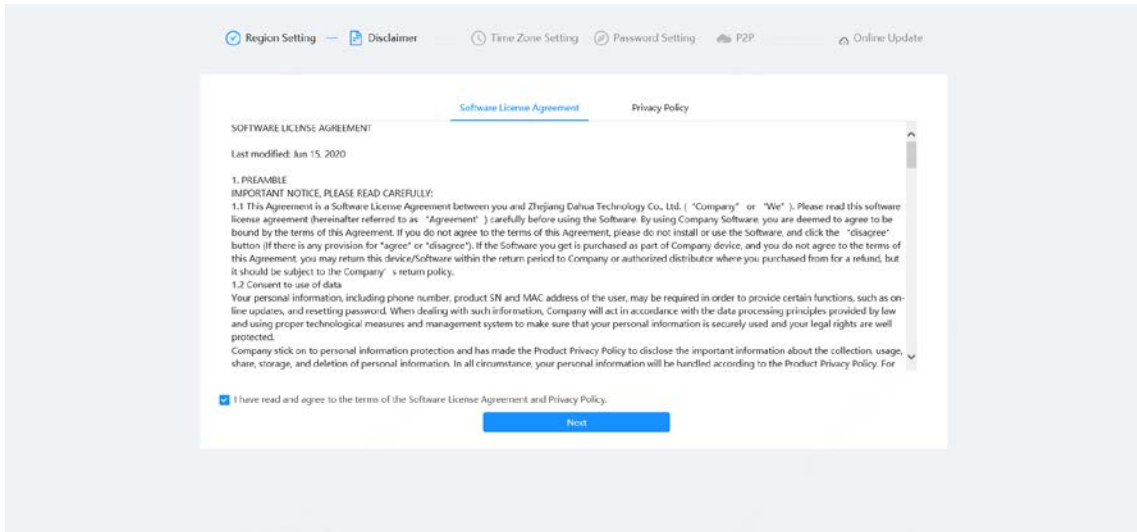 Region Setting — Disclaimer Time Zone Setting Password Setting P2P Online Update
Software License Agreement Privacy Policy
SOFTWARE LICENSE AGREEMENT
Last modified: Jun 15, 2020
1. PREAMBLE
IMPORTANT NOTICE, PLEASE READ CAREFULLY:
1.1 This Agreement is a Software License Agreement between you and Zhejiang Dahua Technology Co., Ltd. ( "Company" or "We" ). Please read this software
license agreement (hereinafter referred to as "Agreement" ) carefully before using the Software. By using Company Software, you are deemed to agree to be
bound by the terms of this Agreement. If you do not agree to the terms of this Agreement, please do not install or use the Software, and click the "disagree"
button (If there is any provision for "agree" or "disagree"). If the Software you get is purchased as part of Company device, and you do not agree to the terms of
this Agreement, you may return this device/Software within the return period to Company or authorized distributor where you purchased from for a refund, but
it should be subject to the Company' s return policy.
1.2 Consent to use of data
Your personal information, including phone number, product SN and MAC address of the user, may be required in order to provide certain functions, such as on-
line updates, and resetting password. When dealing with such information, Company will act in accordance with the data processing principles provided by law
and using proper technological measures and management system to make sure that your personal information is securely used and your legal rights are well
protected.
Company stick on to personal information protection and has made the Product Privacy Policy to disclose the important information about the collection, usage,
share, storage, and deletion of personal information. In all circumstance, your personal information will be handled according to the Product Privacy Policy. For
I have read and agree to the terms of the Software License Agreement and Privacy Policy.
Next